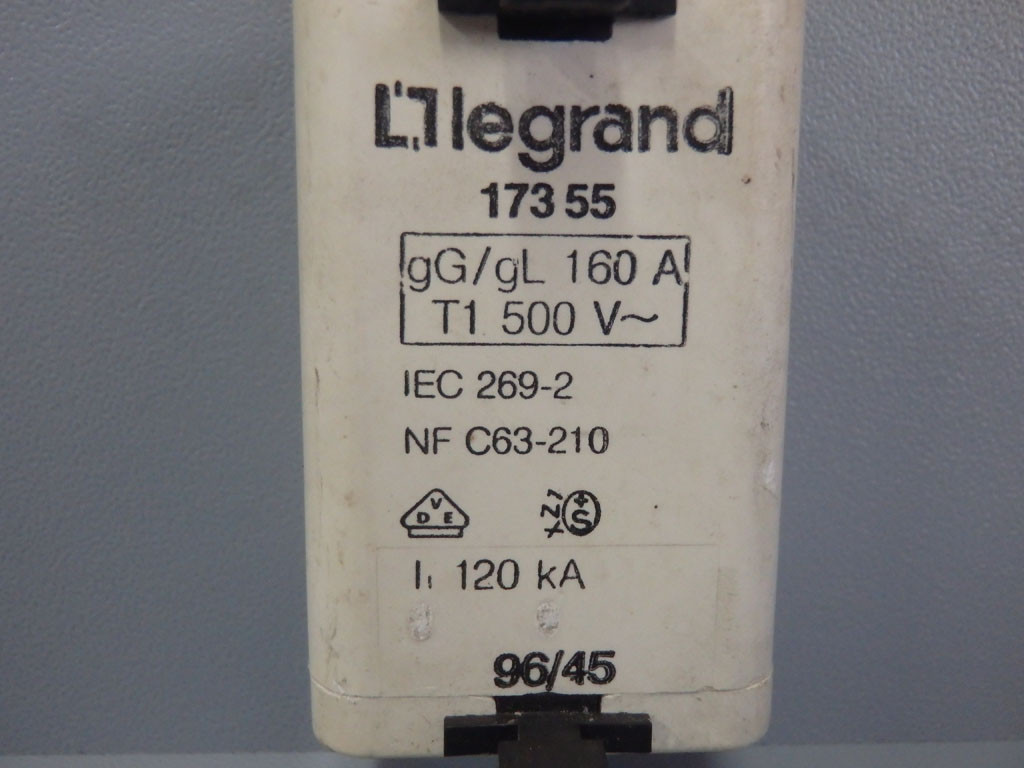 legrand
173 55
gG/gL 160 A
T1 500 V~
IEC 269-2
NF C63-210
VDE +S
I₁ 120 kA
96/45